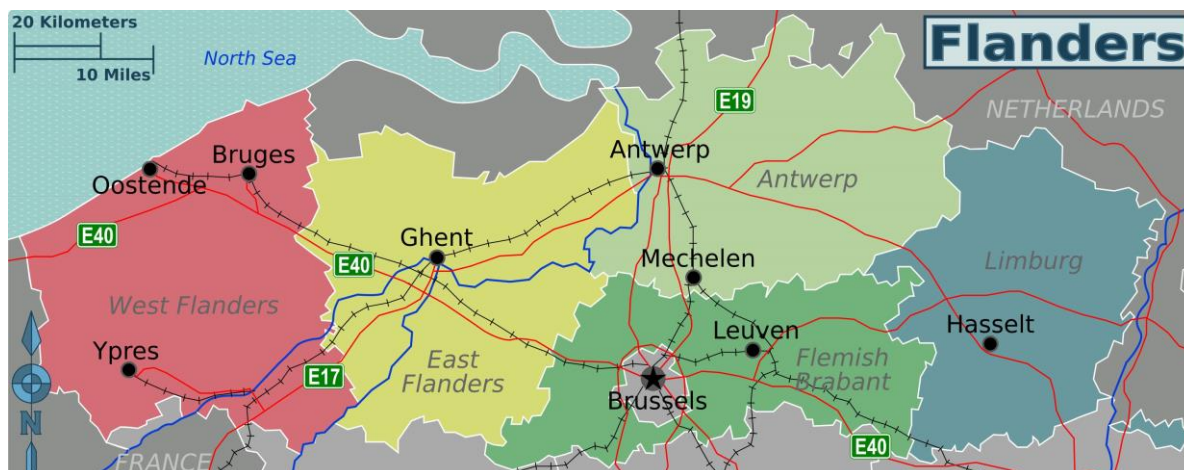 20 Kilometers
10 Miles
North Sea
Flanders
E19
NETHERLANDS
Bruges
Antwerp
Oostende
Antwerp
E40
Ghent
E40
Mechelen
Limburg
West Flanders
Hasselt
Leuven
Ypres
East
Flanders
Flemish
Brabant
E17
Brussels
N
E40
FRANCE